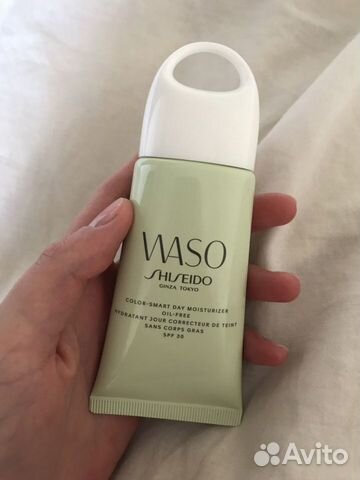 WASO
SHISEIDO
GINZA TOKYO
COLOR-SMART DAY MOISTURIZER
OIL-FREE
HYDRATANT JOUR CORRECTEUR DE TEINT
SANS CORPS GRAS
SPF 30
Avito